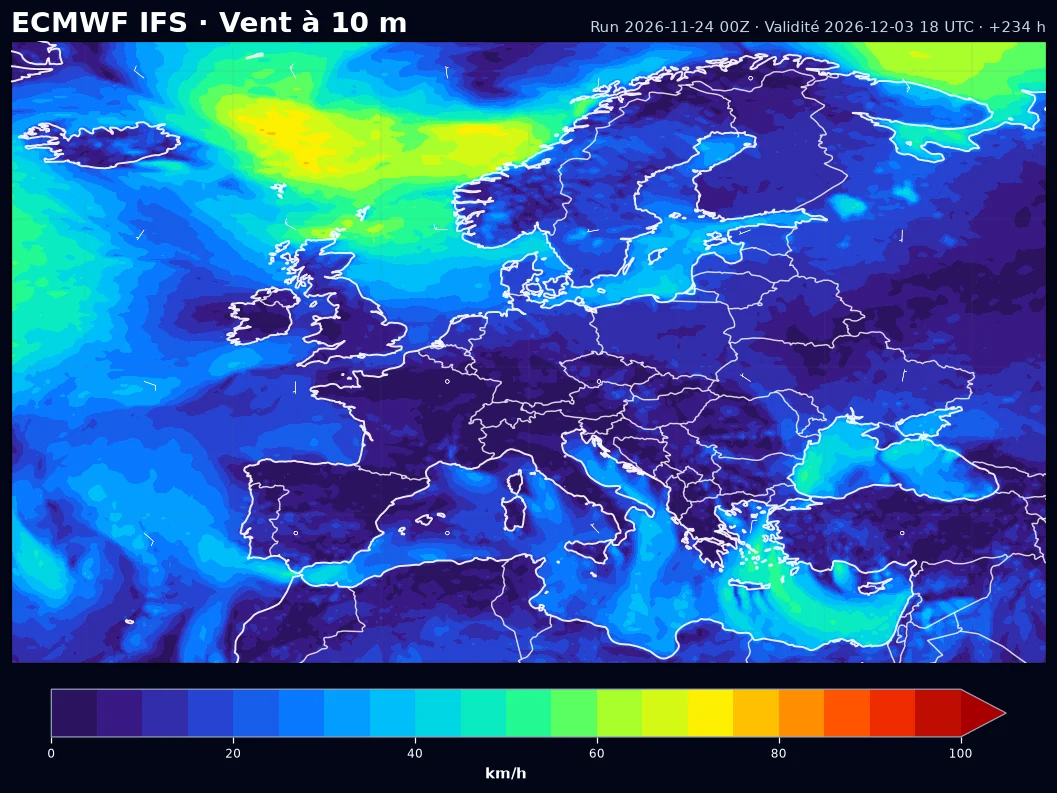 ECMWF IFS · Vent à 10 m
Run 2026-11-24 00Z · Validité 2026-12-03 18 UTC · +234 h
0 20 40 60 80 100
km/h